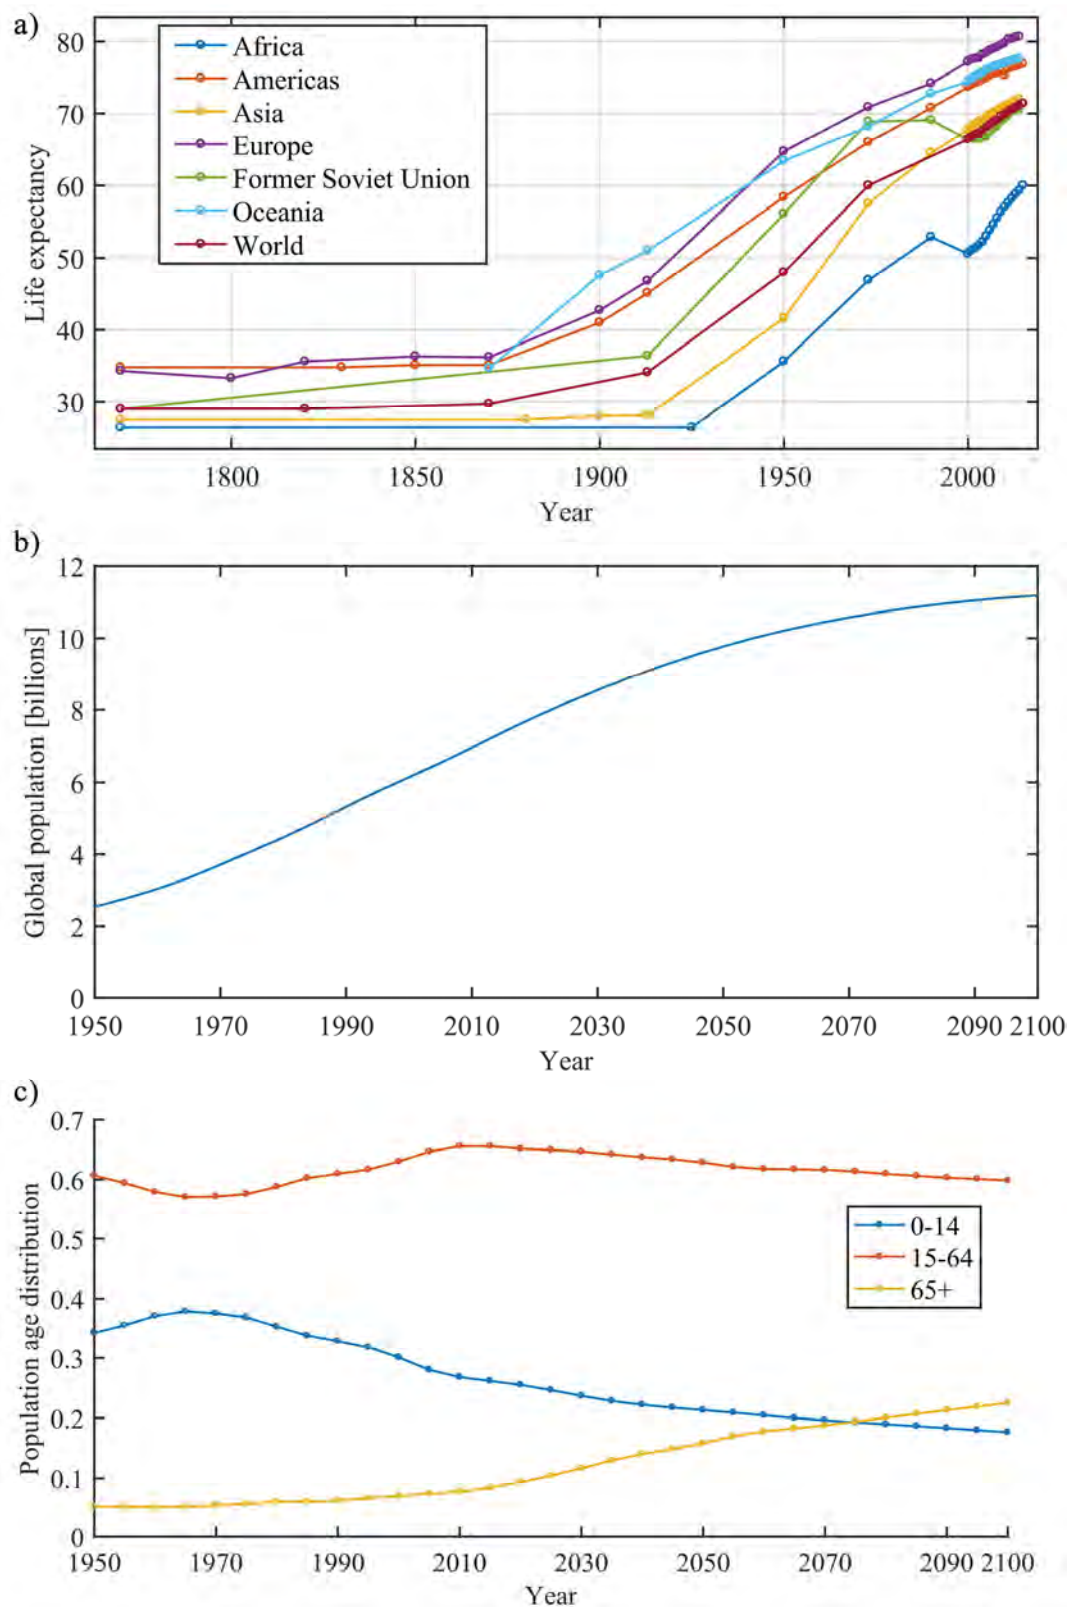 a)
80
70
60
50
40
30
Life expectancy
Africa
Americas
Asia
Europe
Former Soviet Union
Oceania
World
1800 1850 1900 1950 2000
Year
b)
12
10
8
6
4
2
0
Global population [billions]
1950 1970 1990 2010 2030 2050 2070 2090 2100
Year
c)
0.7
0.6
0.5
0.4
0.3
0.2
0.1
0
Population age distribution
0-14
15-64
65+
1950 1970 1990 2010 2030 2050 2070 2090 2100
Year